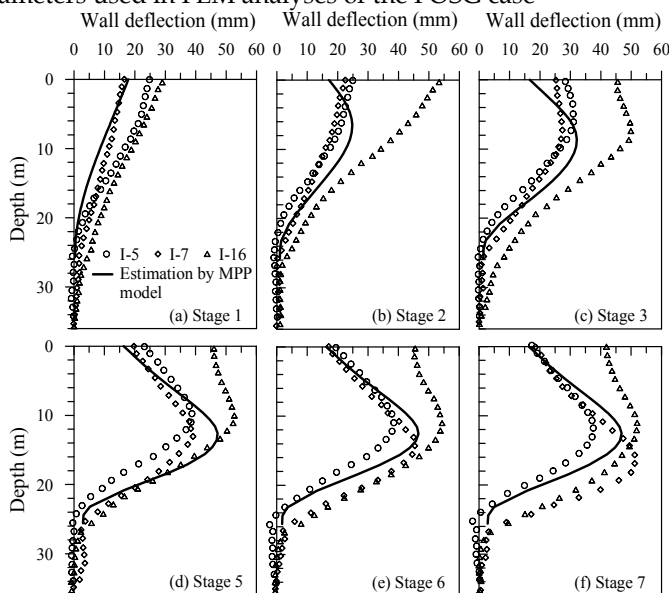 ameters used in FEM analyses of the case
Wall deflection (mm) Wall deflection (mm) Wall deflection (mm)
0 10 20 30 40 50 60 0 10 20 30 40 50 60 0 10 20 30 40 50 60
0
10
20
30
Depth (m)
I-5 I-7 I-16
Estimation by MPP
model
(a) Stage 1 (b) Stage 2 (c) Stage 3
0
10
20
30
Depth (m)
(d) Stage 5 (e) Stage 6 (f) Stage 7